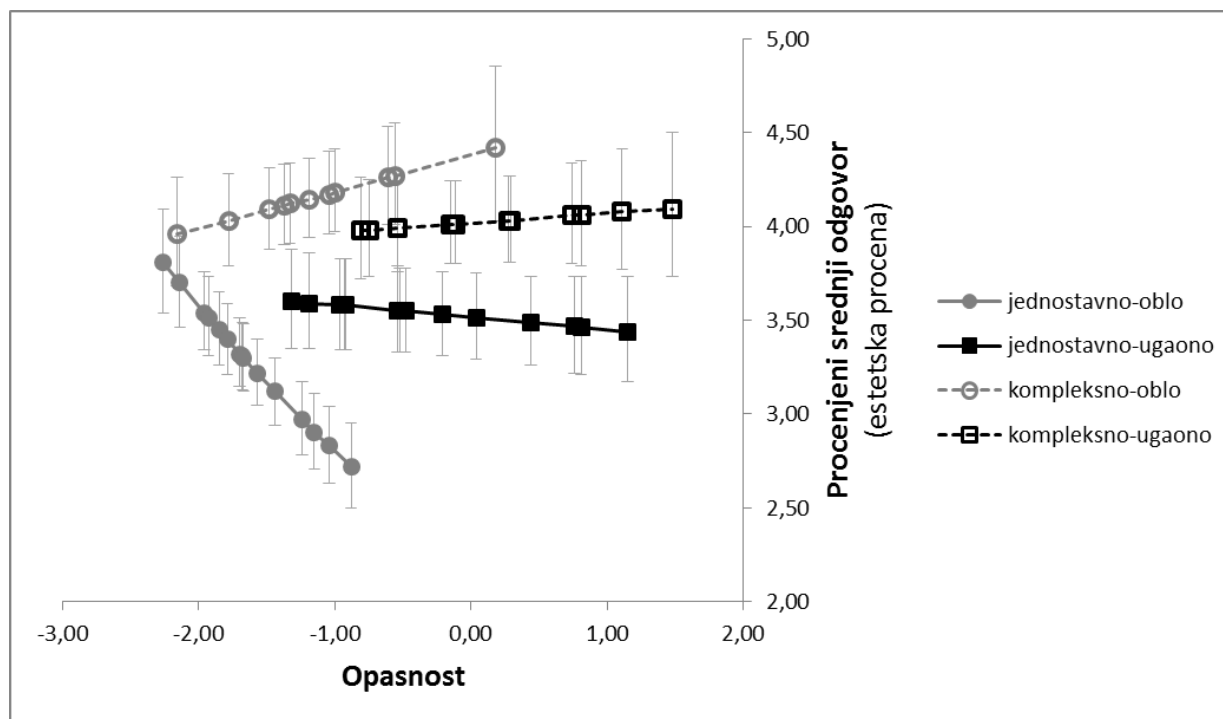 5,00
4,50
4,00
3,50
3,00
2,50
2,00
Procenjeni srednji odgovor
(estetska procena)
jednostavno-oblo
jednostavno-ugaono
kompleksno-oblo
kompleksno-ugaono
-3,00 -2,00 -1,00 0,00 1,00 2,00
Opasnost